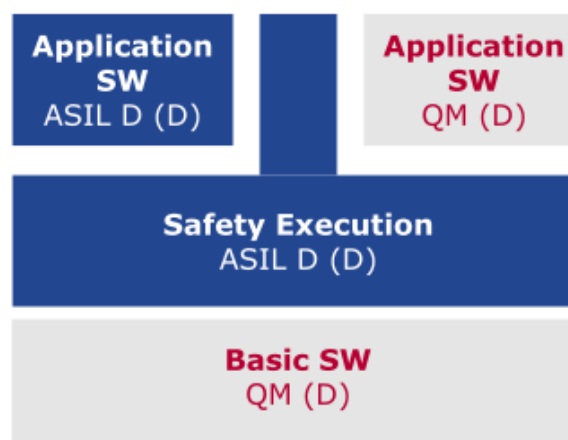 Application
SW
ASIL D (D)
Application
SW
QM (D)
Safety Execution
ASIL D (D)
Basic SW
QM (D)